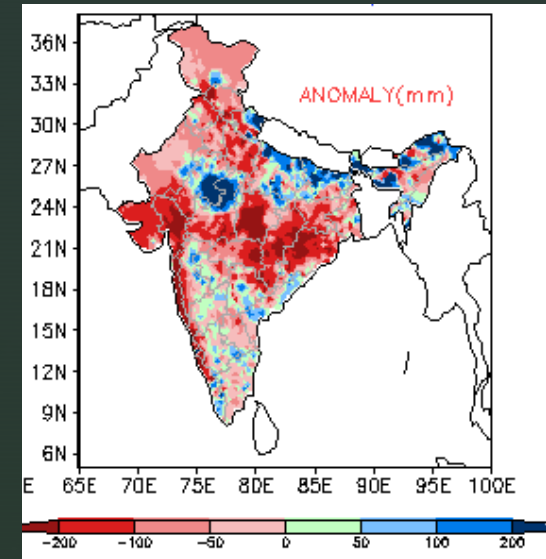 36N
33N
ANOMALY(mm)
30N
27N
24N
21N
18N
15N
12N
9N
6N
E 65E 70E 75E 80E 85E 90E 95E 100E
-200 -100 -50 0 50 100 200